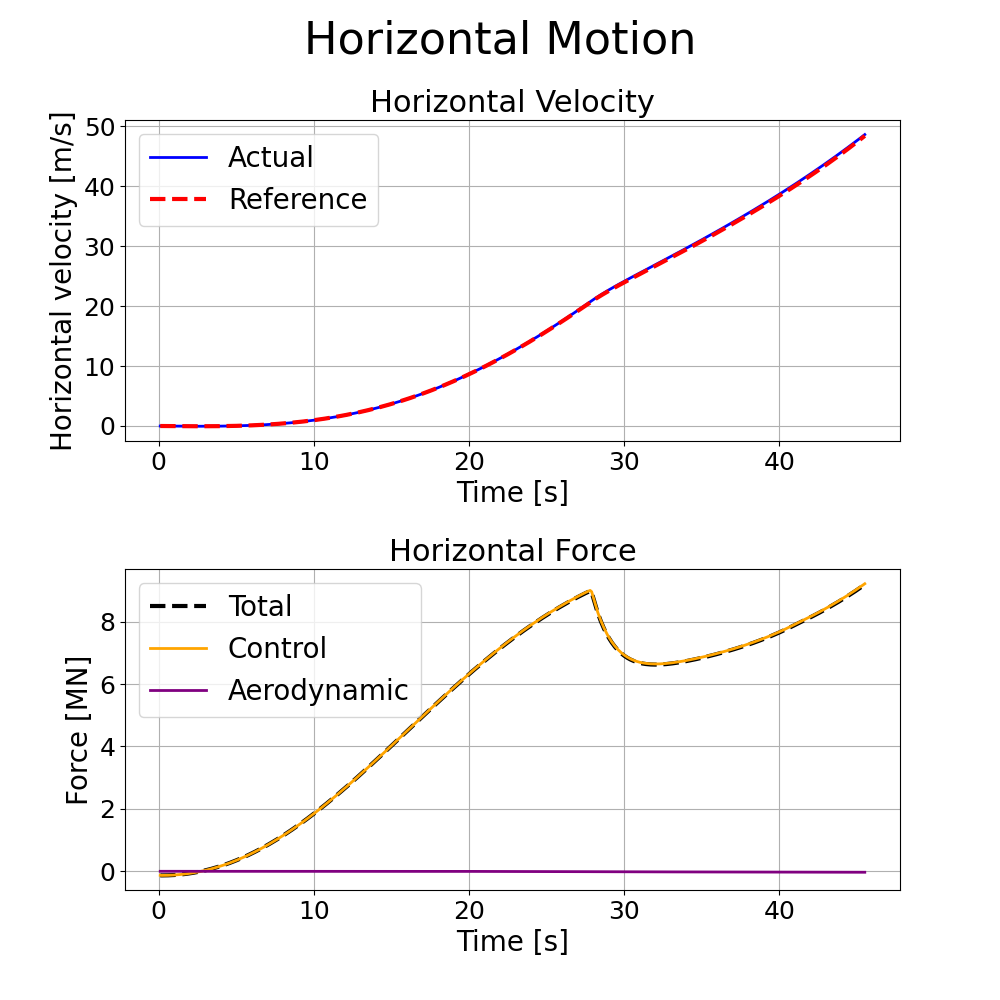 Horizontal Motion
Horizontal Velocity
Horizontal velocity [m/s]
50
40
30
20
10
0
Actual
Reference
0 10 20 30 40
Time [s]
Horizontal Force
Force [MN]
8
6
4
2
0
Total
Control
Aerodynamic
0 10 20 30 40
Time [s]